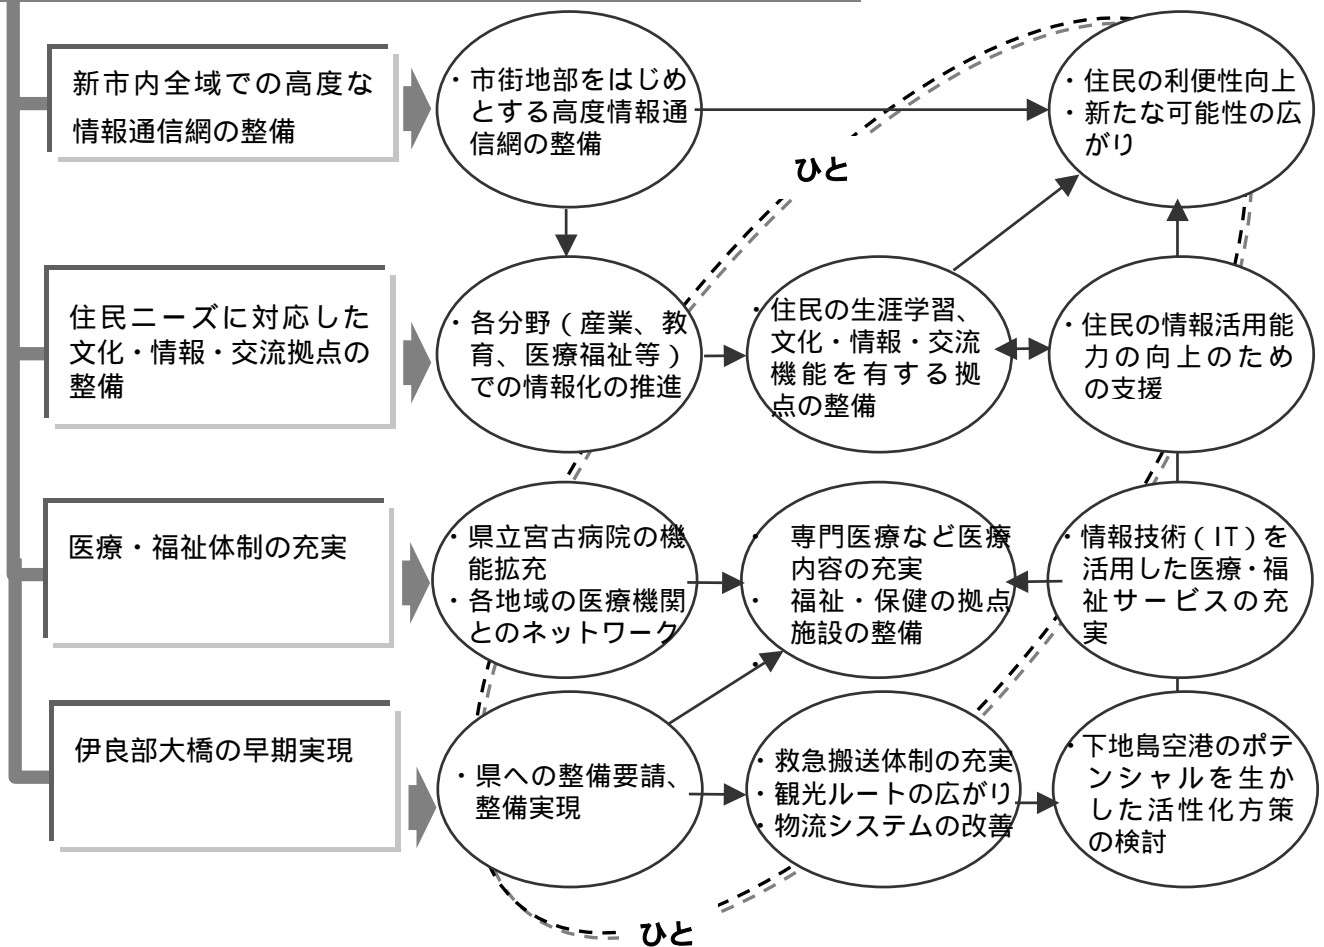 新市内全域での高度な
情報通信網の整備
・市街地部をはじめ
とする高度情報通
信網の整備
・住民の利便性向上
・新たな可能性の広
がり
ひと
住民ニーズに対応した
文化・情報・交流拠点の
整備
・各分野（産業、教
育、医療福祉等）
での情報化の推進
・住民の生涯学習、
文化・情報・交流
機能を有する拠
点の整備
・住民の情報活用能
力の向上のため
の支援
医療・福祉体制の充実
・県立宮古病院の機
能拡充
・各地域の医療機関
とのネットワーク
・専門医療など医療
内容の充実
・福祉・保健の拠点
施設の整備
・
・情報技術（IT）を
活用した医療・福
祉サービスの充
実
伊良部大橋の早期実現
・県への整備要請、
整備実現
・救急搬送体制の充実
・観光ルートの広がり
・物流システムの改善
・下地島空港のポテ
ンシャルを生か
した活性化方策
の検討
ひと